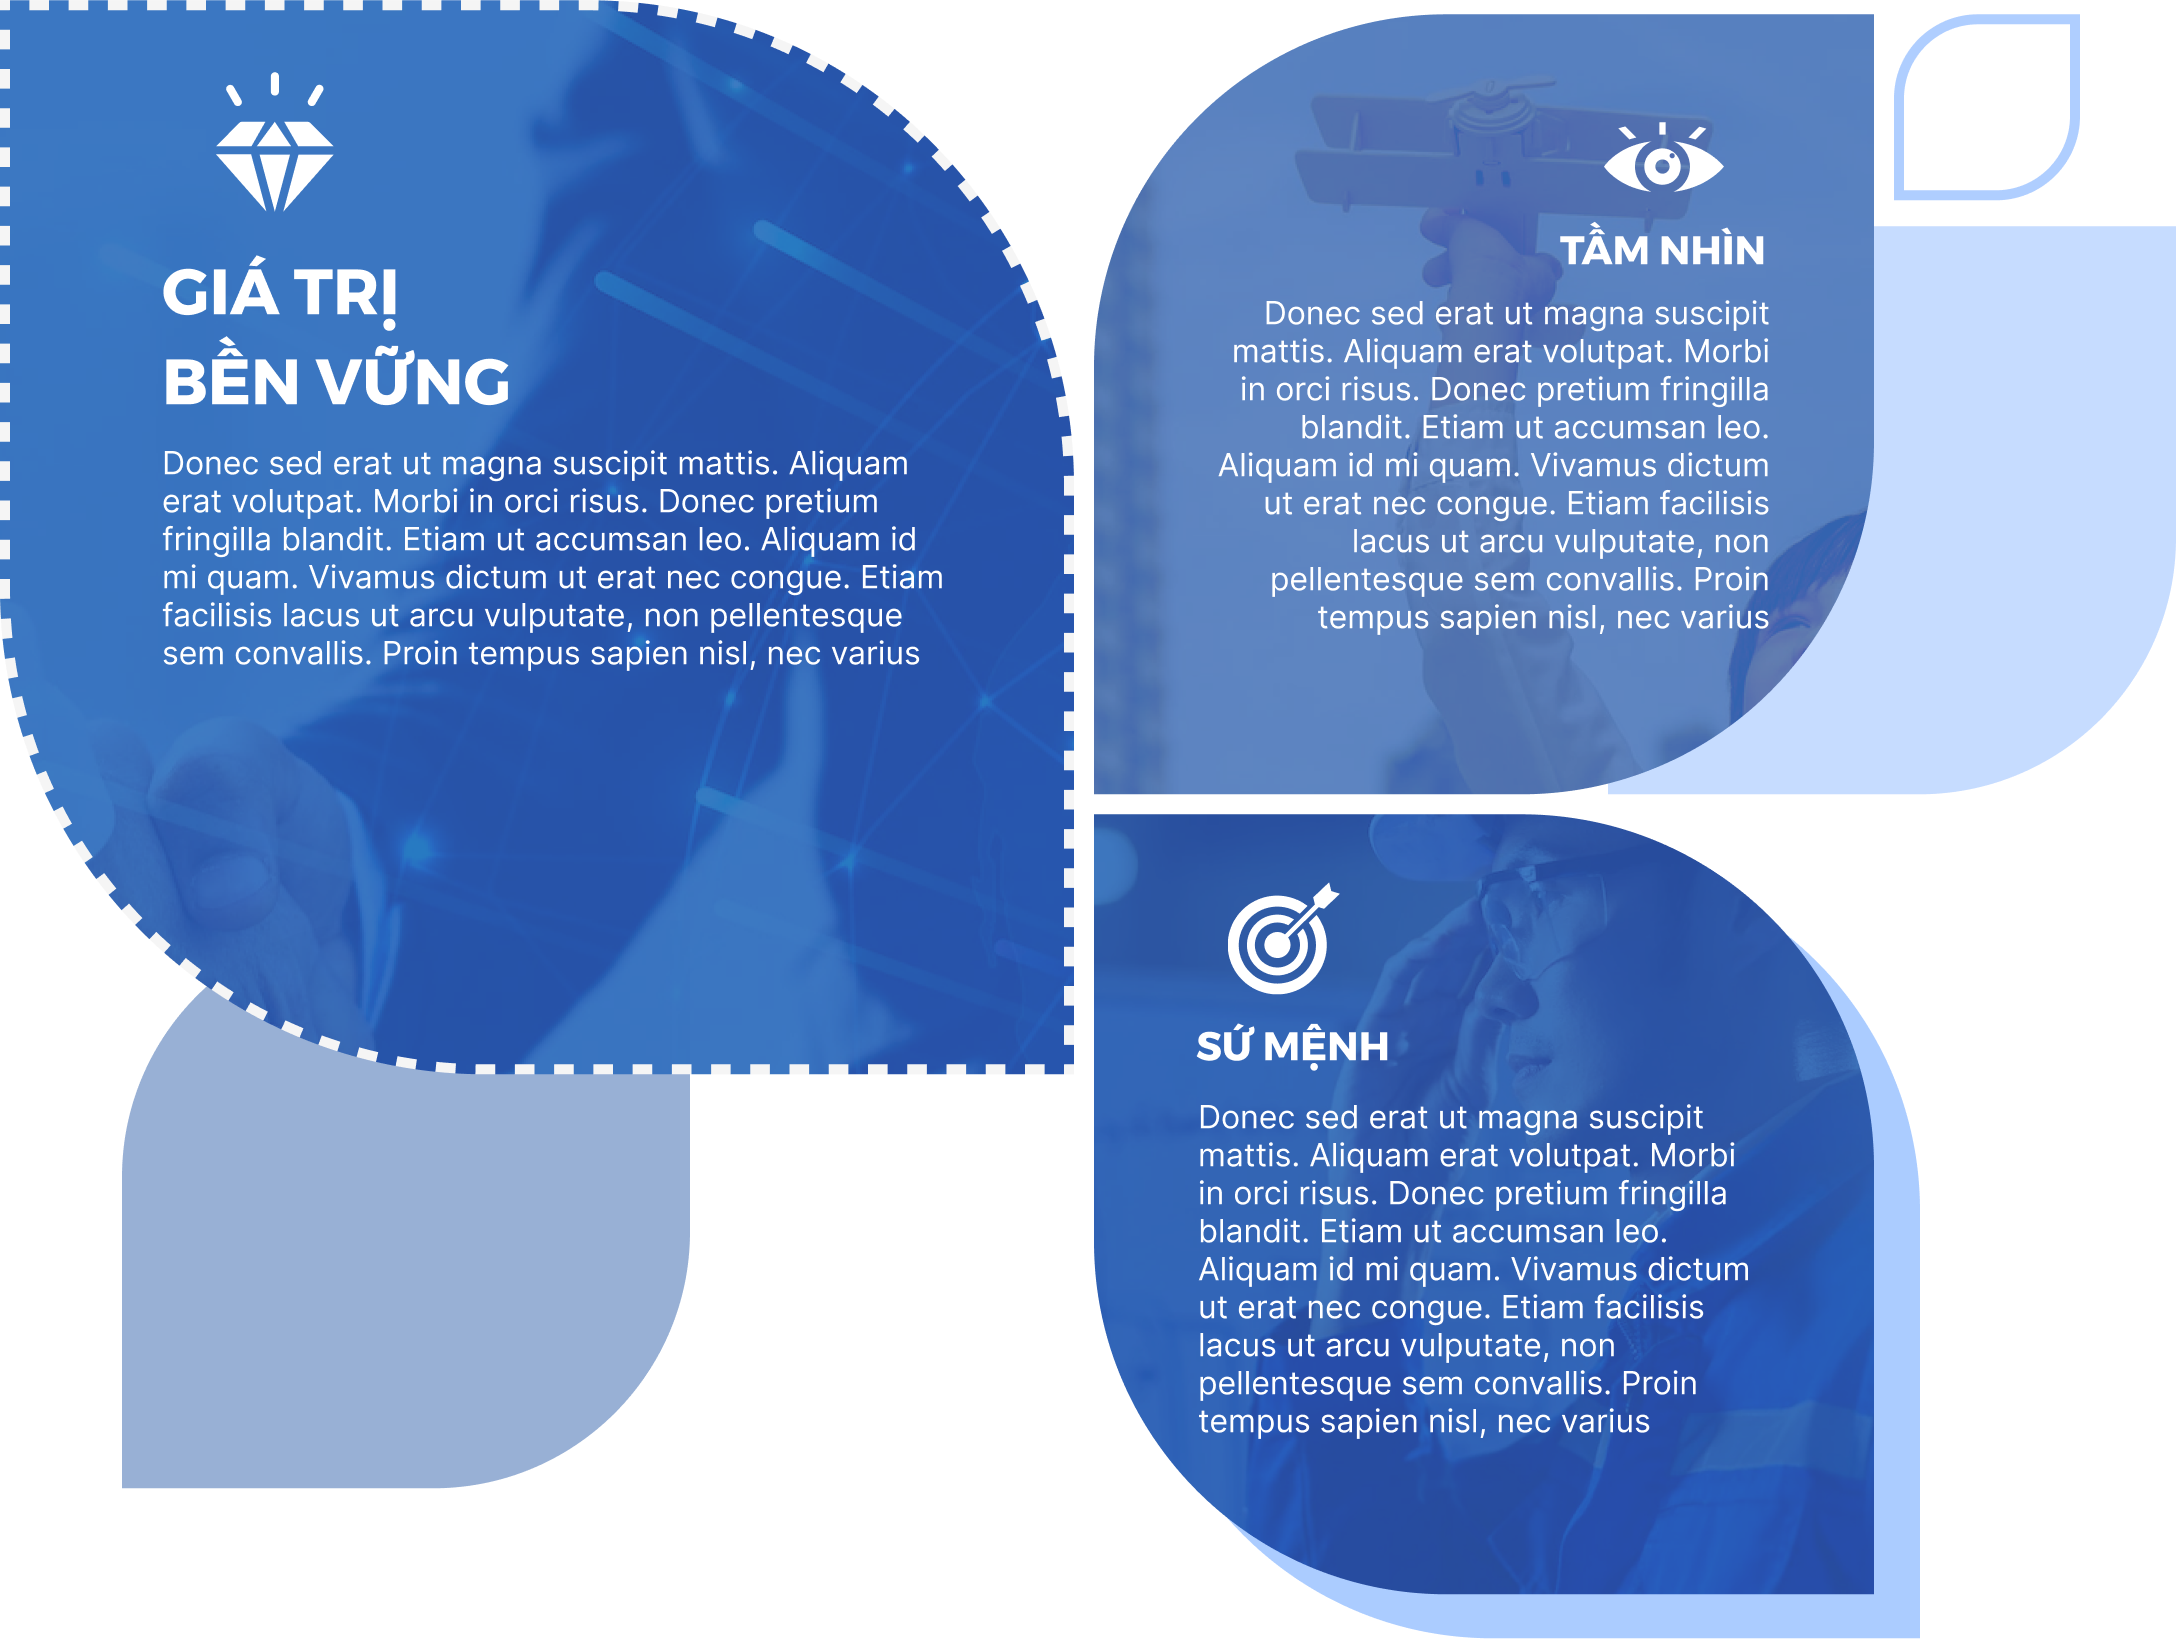 GIÁ TRỊ
BỀN VỮNG
Donec sed erat ut magna suscipit mattis. Aliquam
erat volutpat. Morbi in orci risus. Donec pretium
fringilla blandit. Etiam ut accumsan leo. Aliquam id
mi quam. Vivamus dictum ut erat nec congue. Etiam
facilisis lacus ut arcu vulputate, non pellentesque
sem convallis. Proin tempus sapien nisl, nec varius
TẦM NHÌN
Donec sed erat ut magna suscipit
mattis. Aliquam erat volutpat. Morbi
in orci risus. Donec pretium fringilla
blandit. Etiam ut accumsan leo.
Aliquam id mi quam. Vivamus dictum
ut erat nec congue. Etiam facilisis
lacus ut arcu vulputate, non
pellentesque sem convallis. Proin
tempus sapien nisl, nec varius
SỨ MỆNH
Donec sed erat ut magna suscipit
mattis. Aliquam erat volutpat. Morbi
in orci risus. Donec pretium fringilla
blandit. Etiam ut accumsan leo.
Aliquam id mi quam. Vivamus dictum
ut erat nec congue. Etiam facilisis
lacus ut arcu vulputate, non
pellentesque sem convallis. Proin
tempus sapien nisl, nec varius